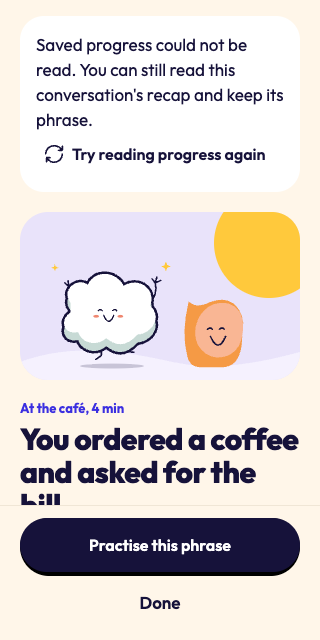 Saved progress could not be
read. You can still read this
conversation's recap and keep its
phrase.
Try reading progress again
At the café, 4 min
You ordered a coffee
and asked for the
bill
Practise this phrase
Done